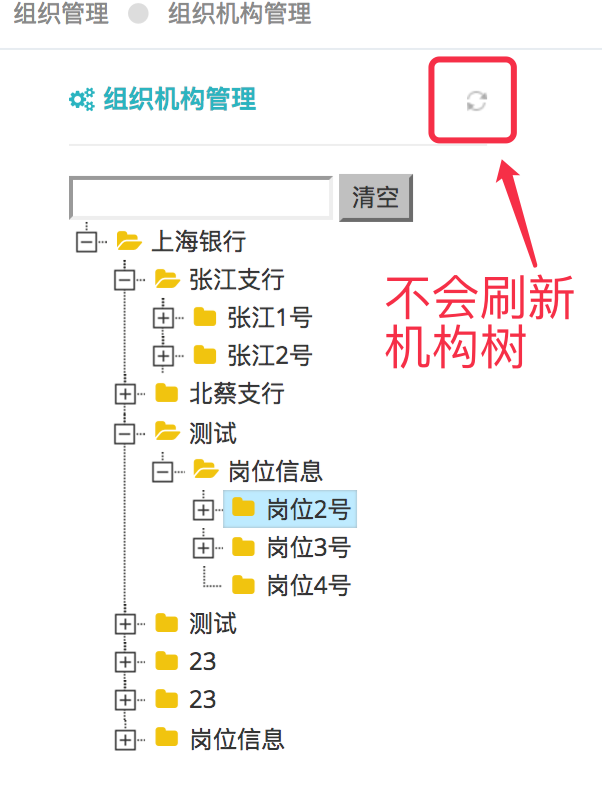 组织管理 组织机构管理
组织机构管理
清空
上海银行
张江支行
张江1号
张江2号
北蔡支行
测试
岗位信息
岗位2号
岗位3号
岗位4号
测试
23
23
岗位信息
不会刷新
机构树